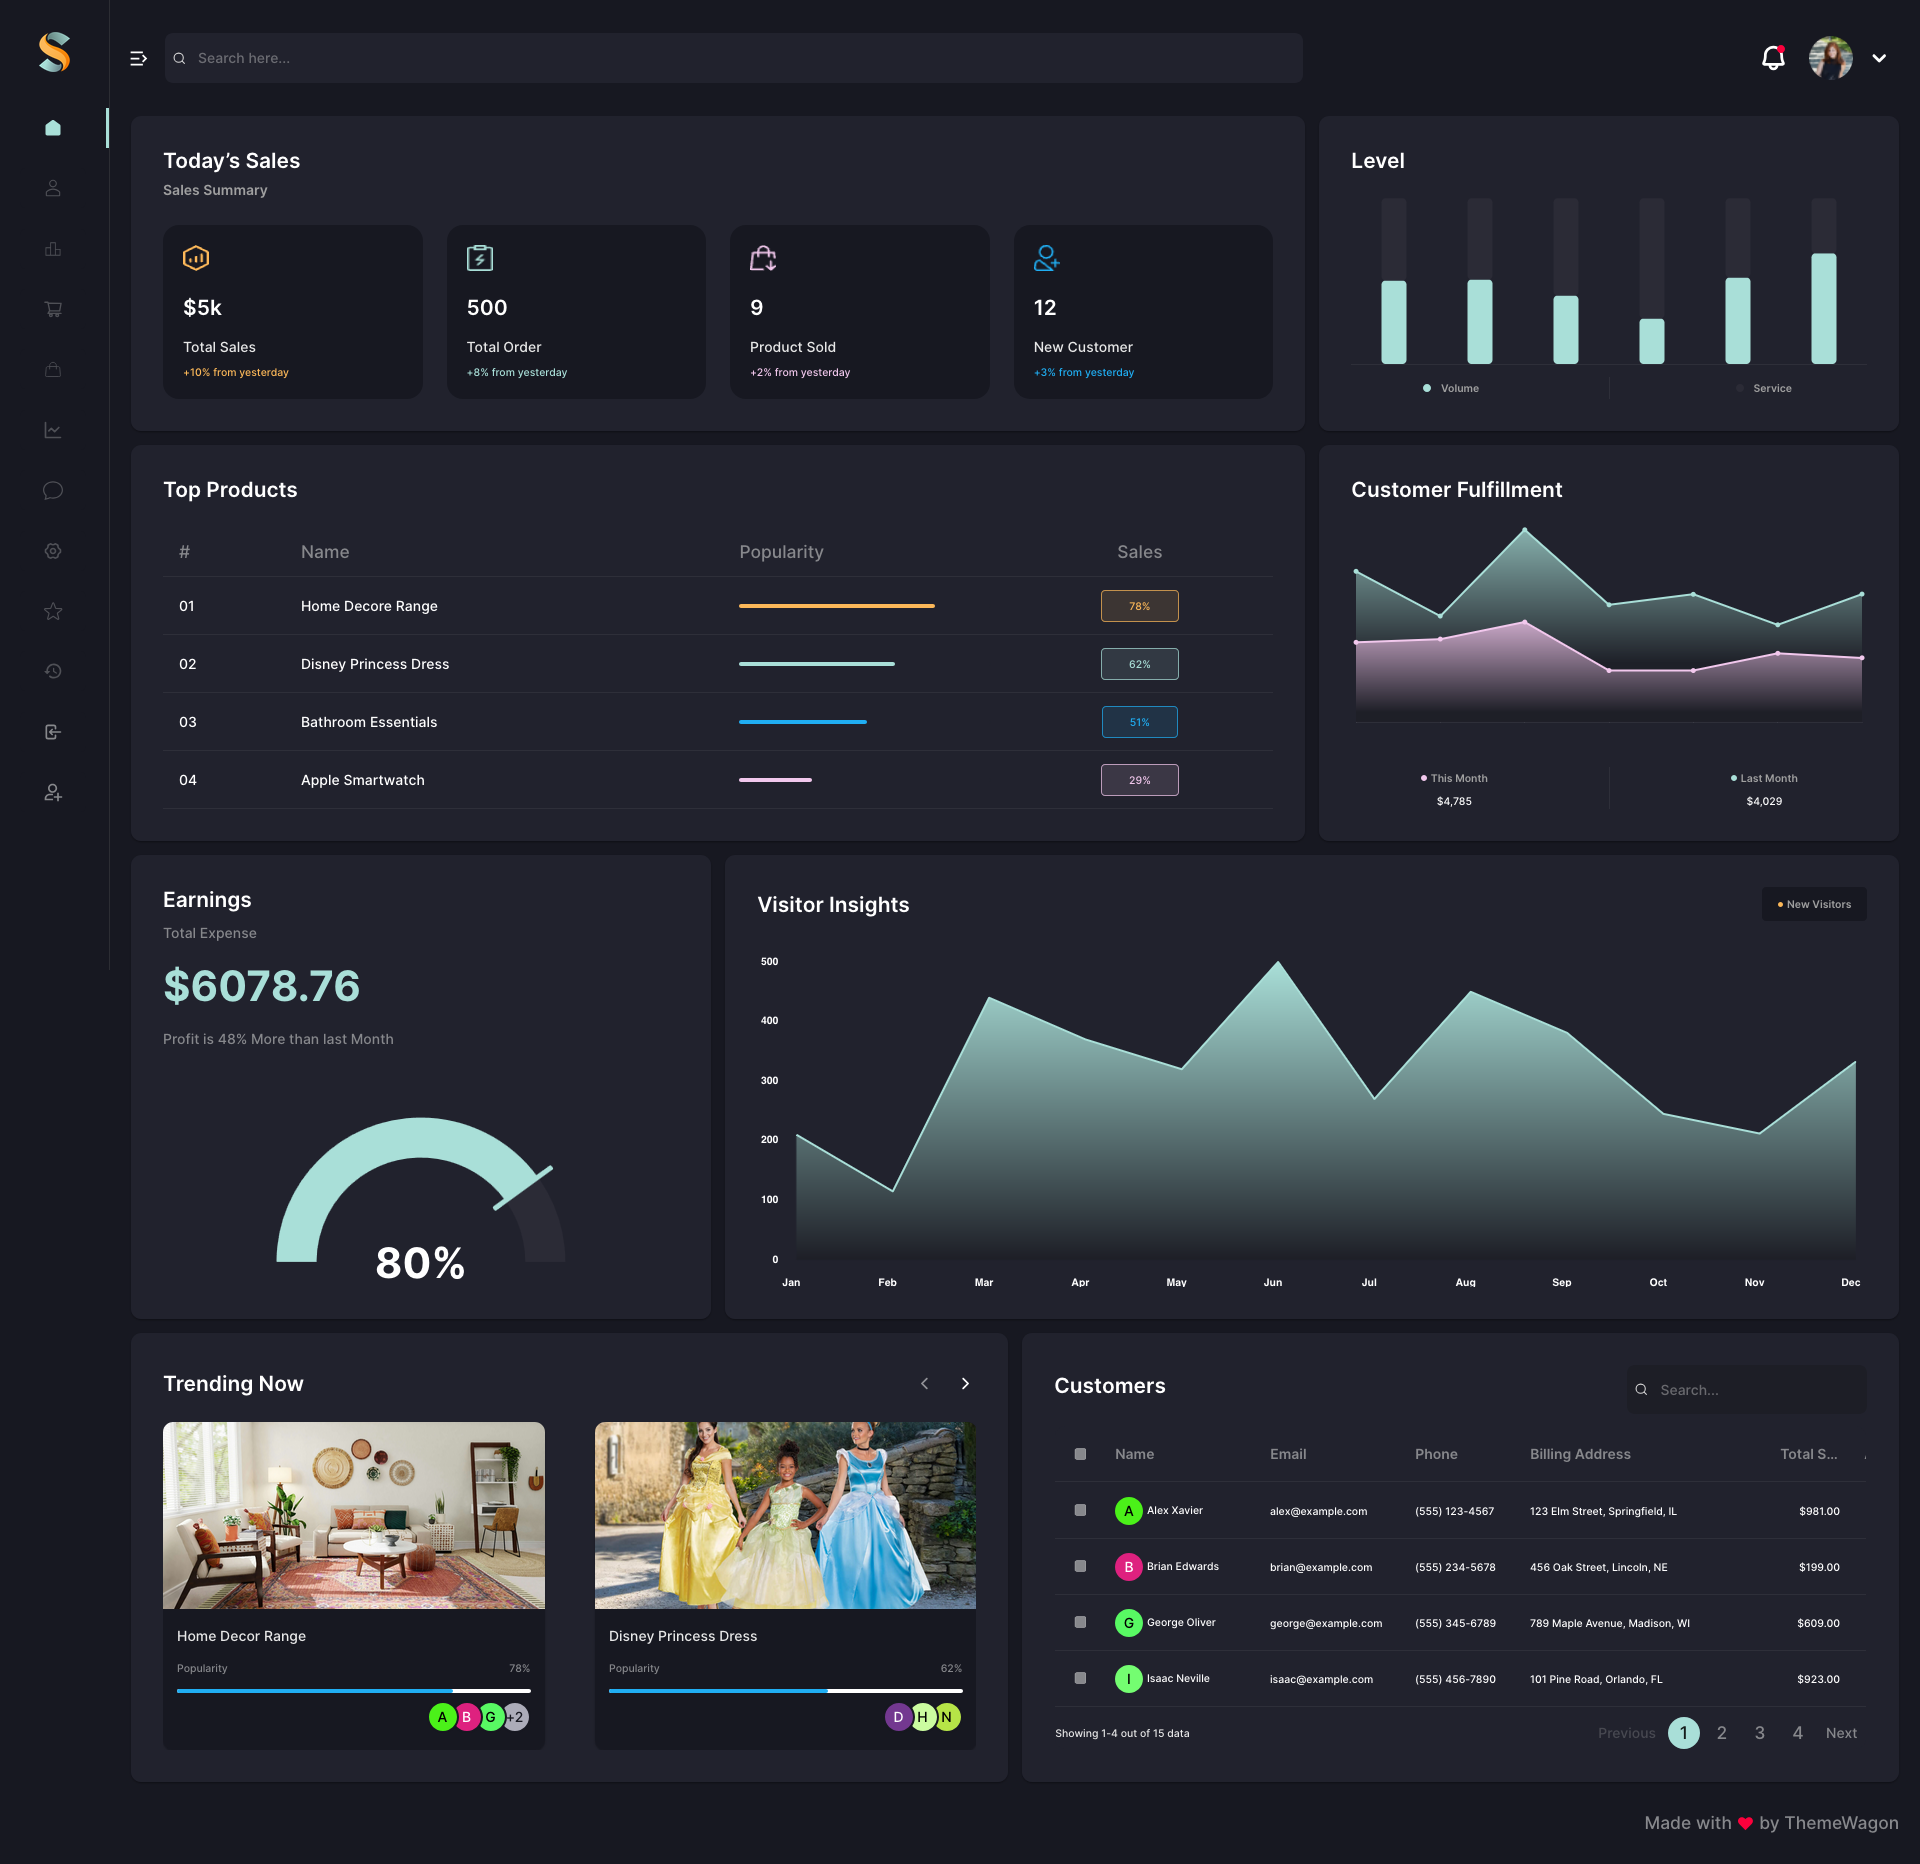 Search here...
Today’s Sales
Sales Summary
$5k
Total Sales
+10% from yesterday
500
Total Order
+8% from yesterday
9
Product Sold
+2% from yesterday
12
New Customer
+3% from yesterday
Level
Volume
Service
Top Products
# Name Popularity Sales
01 Home Decore Range 78%
02 Disney Princess Dress 62%
03 Bathroom Essentials 51%
04 Apple Smartwatch 29%
Customer Fulfillment
This Month
$4,785
Last Month
$4,029
Earnings
Total Expense
$6078.76
Profit is 48% More than last Month
80%
Visitor Insights
New Visitors
500
400
300
200
100
0
Jan Feb Mar Apr May Jun Jul Aug Sep Oct Nov Dec
Trending Now
Home Decor Range
Popularity 78%
A B G +2
Disney Princess Dress
Popularity 62%
D H N
Customers
Search...
Name Email Phone Billing Address Total S...
A Alex Xavier alex@example.com (555) 123-4567 123 Elm Street, Springfield, IL $981.00
B Brian Edwards brian@example.com (555) 234-5678 456 Oak Street, Lincoln, NE $199.00
G George Oliver george@example.com (555) 345-6789 789 Maple Avenue, Madison, WI $609.00
I Isaac Neville isaac@example.com (555) 456-7890 101 Pine Road, Orlando, FL $923.00
Showing 1-4 out of 15 data
Previous 1 2 3 4 Next
Made with ❤️ by ThemeWagon